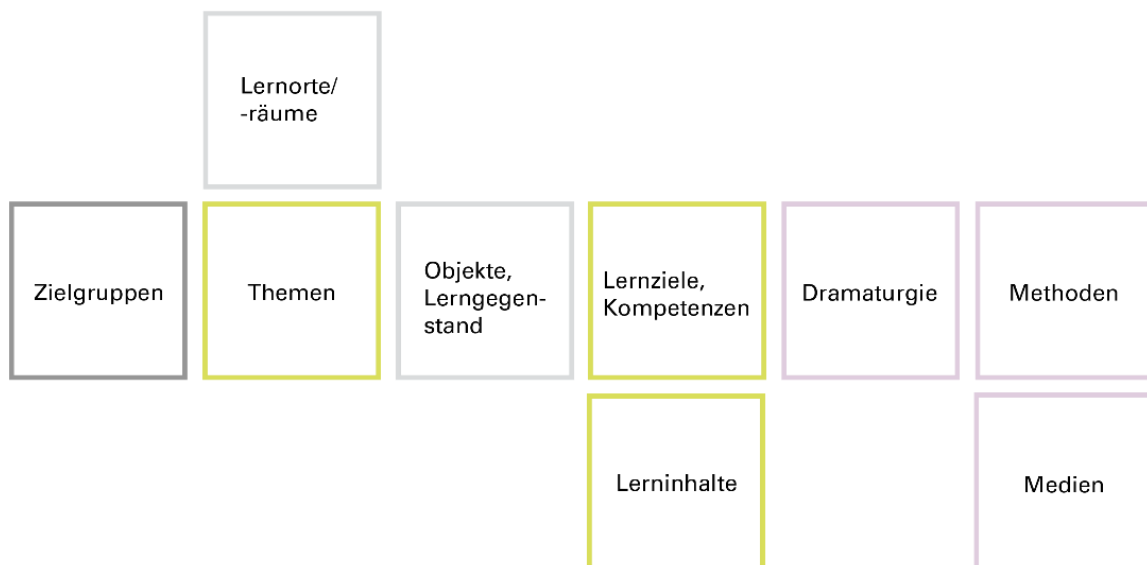 Lernorte/
-räume
Zielgruppen
Themen
Objekte,
Lerngegen-
stand
Lernziele,
Kompetenzen
Dramaturgie
Methoden
Lerninhalte
Medien